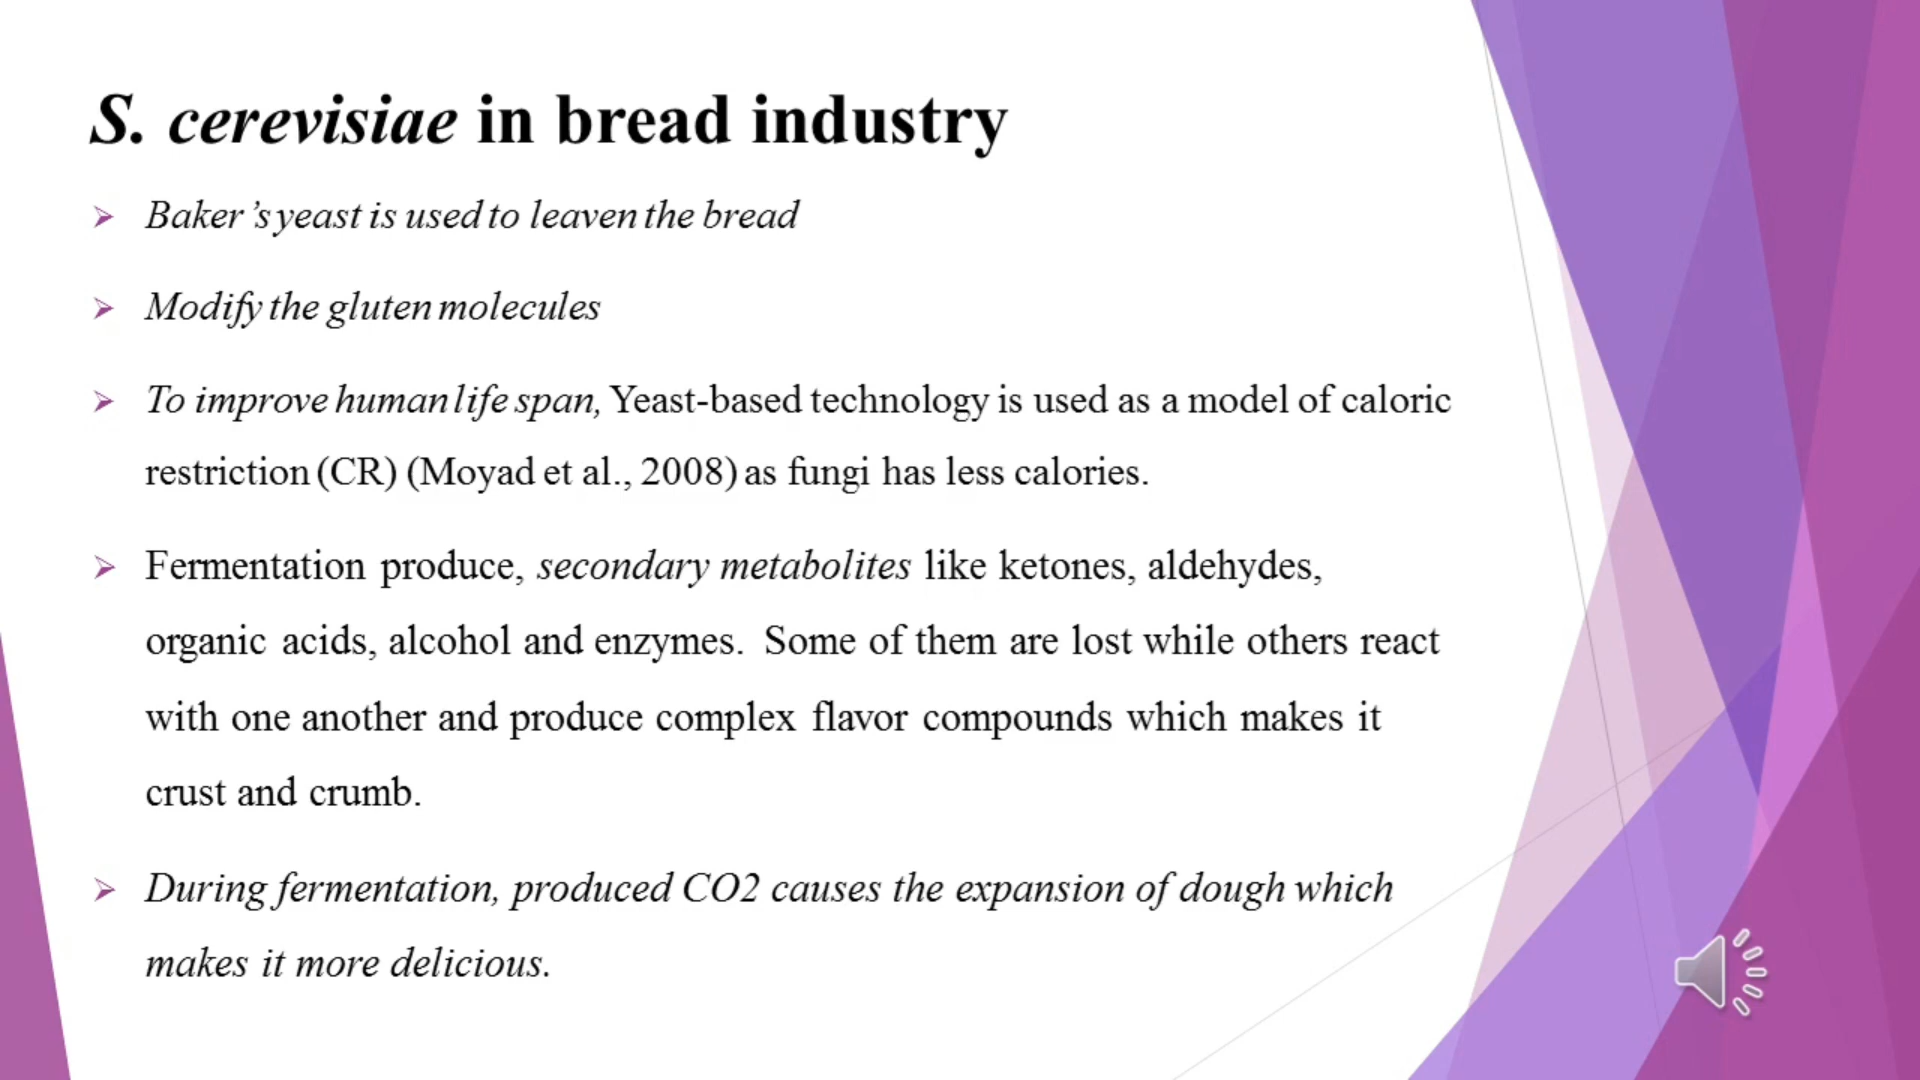 S. cerevisiae in bread industry
Baker's yeast is used to leaven the bread
Modify the gluten molecules
To improve human life span, Yeast-based technology is used as a model of caloric
restriction (CR) (Moyad et al., 2008) as fungi has less calories.
Fermentation produce, secondary metabolites like ketones, aldehydes,
organic acids, alcohol and enzymes. Some of them are lost while others react
with one another and produce complex flavor compounds which makes it
crust and crumb.
During fermentation, produced CO2 causes the expansion of dough which
makes it more delicious.